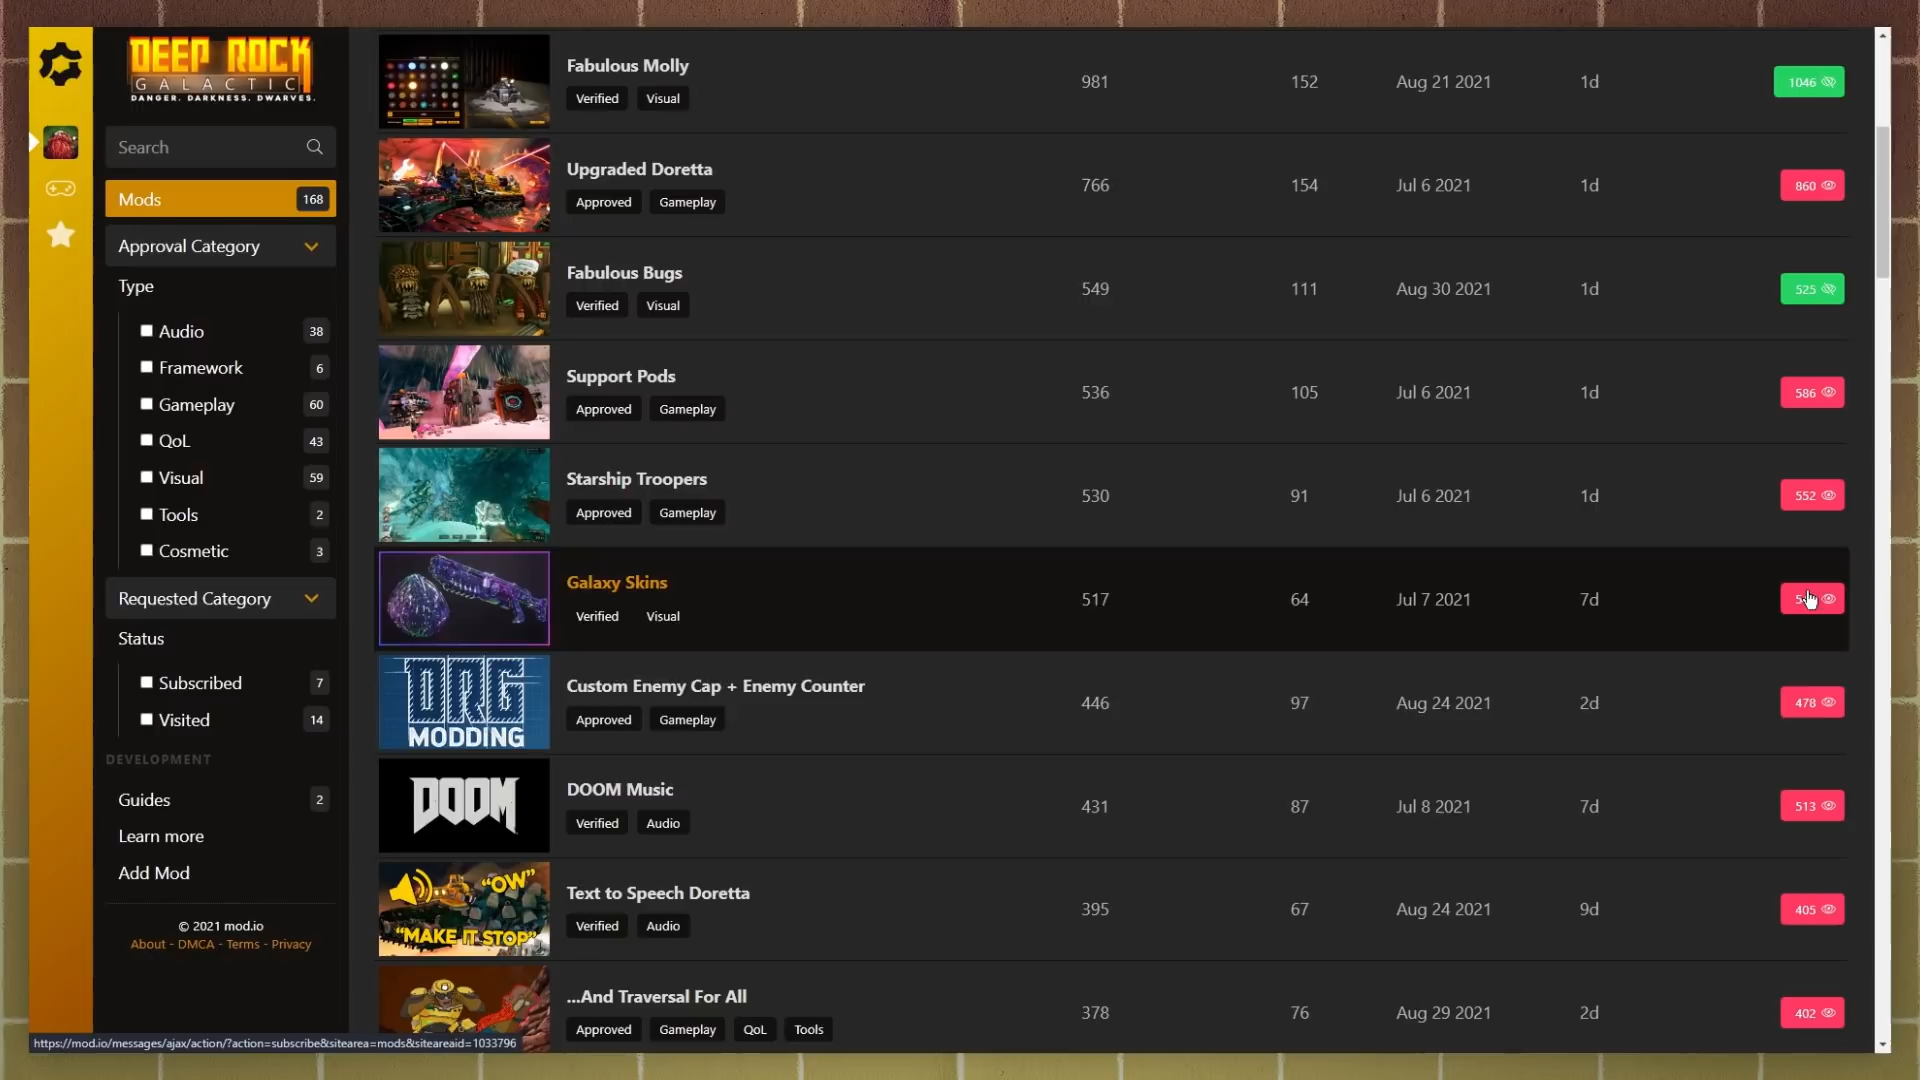 DEEP ROCK
GALACTIC
DANGER. DARKNESS. DWARVES.
Search
Mods 168
Approval Category
Type
Audio 38
Framework 6
Gameplay 60
QoL 43
Visual 59
Tools 2
Cosmetic 3
Requested Category
Status
Subscribed 7
Visited 14
DEVELOPMENT
Guides 2
Learn more
Add Mod
© 2021 mod.io
About - DMCA - Terms - Privacy
Fabulous Molly
Verified Visual
981 152 Aug 21 2021 1d 1046
Upgraded Doretta
Approved Gameplay
766 154 Jul 6 2021 1d 860
Fabulous Bugs
Verified Visual
549 111 Aug 30 2021 1d 525
Support Pods
Approved Gameplay
536 105 Jul 6 2021 1d 586
Starship Troopers
Approved Gameplay
530 91 Jul 6 2021 1d 552
Galaxy Skins
Verified Visual
517 64 Jul 7 2021 7d
DRG
MODDING
Custom Enemy Cap + Enemy Counter
Approved Gameplay
446 97 Aug 24 2021 2d 478
DOOM
DOOM Music
Verified Audio
431 87 Jul 8 2021 7d 513
"OW"
"MAKE IT STOP"
Text to Speech Doretta
Verified Audio
395 67 Aug 24 2021 9d 405
...And Traversal For All
Approved Gameplay QoL Tools
378 76 Aug 29 2021 2d 402
https://mod.io/messages/ajax/action/?action=subscribe&sitearea=mods&siteareaid=1033796